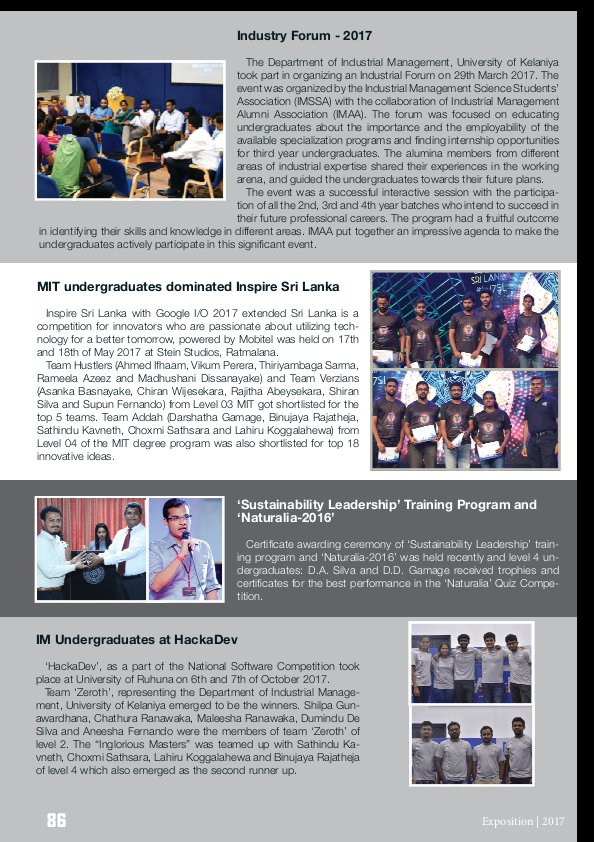 Industry Forum - 2017
The Department of Industrial Management, University of Kelaniya
took part in organizing an Industrial Forum on 29th March 2017. The
event was organized by the Industrial Management Science Students'
Association (IMSSA) with the collaboration of Industrial Management
Alumni Association (IMAA). The forum was focused on educating
undergraduates about the importance and the employability of the
available specialization programs and finding internship opportunities
for third year undergraduates. The alumina members from different
areas of industrial expertise shared their experiences in the working
arena, and guided the undergraduates towards their future plans.
The event was a successful interactive session with the participa-
tion of all the 2nd, 3rd and 4th year batches who intend to succeed in
their future professional careers. The program had a fruitful outcome
in identifying their skills and knowledge in different areas. IMAA put together an impressive agenda to make the
undergraduates actively participate in this significant event.
MIT undergraduates dominated Inspire Sri Lanka
Inspire Sri Lanka with Google I/O 2017 extended Sri Lanka is a
competition for innovators who are passionate about utilizing tech-
nology for a better tomorrow, powered by Mobitel was held on 17th
and 18th of May 2017 at Stein Studios, Ratmalana.
Team Hustlers (Ahmed Ifhaam, Vikum Perera, Thiriyambaga Sarma,
Rameela Azeez and Madhushani Dissanayake) and Team Verzians
(Asanka Basnayake, Chiran Wijesekara, Rajitha Abeysekara, Shiran
Silva and Supun Fernando) from Level 03 MIT got shortlisted for the
top 5 teams. Team Addah (Darshatha Gamage, Binujaya Rajatheja,
Sathindu Kavneth, Choxmi Sathsara and Lahiru Koggalahewa) from
Level 04 of the MIT degree program was also shortlisted for top 18
innovative ideas.
SRI LANKA
'Sustainability Leadership' Training Program and
'Naturalia-2016'
Certificate awarding ceremony of 'Sustainability Leadership' train-
ing program and 'Naturalia-2016' was held recently and level 4 un-
dergraduates: D.A. Silva and D.D. Gamage received trophies and
certificates for the best performance in the 'Naturalia' Quiz Compe-
tition.
IM Undergraduates at HackaDev
'HackaDev', as a part of the National Software Competition took
place at University of Ruhuna on 6th and 7th of October 2017.
Team 'Zeroth', representing the Department of Industrial Manage-
ment, University of Kelaniya emerged to be the winners. Shilpa Gun-
awardhana, Chathura Ranawaka, Maleesha Ranawaka, Dumindu De
Silva and Aneesha Fernando were the members of team 'Zeroth' of
level 2. The "Inglorious Masters" was teamed up with Sathindu Ka-
vneth, Choxmi Sathsara, Lahiru Koggalahewa and Binujaya Rajatheja
of level 4 which also emerged as the second runner up.
86
Exposition | 2017